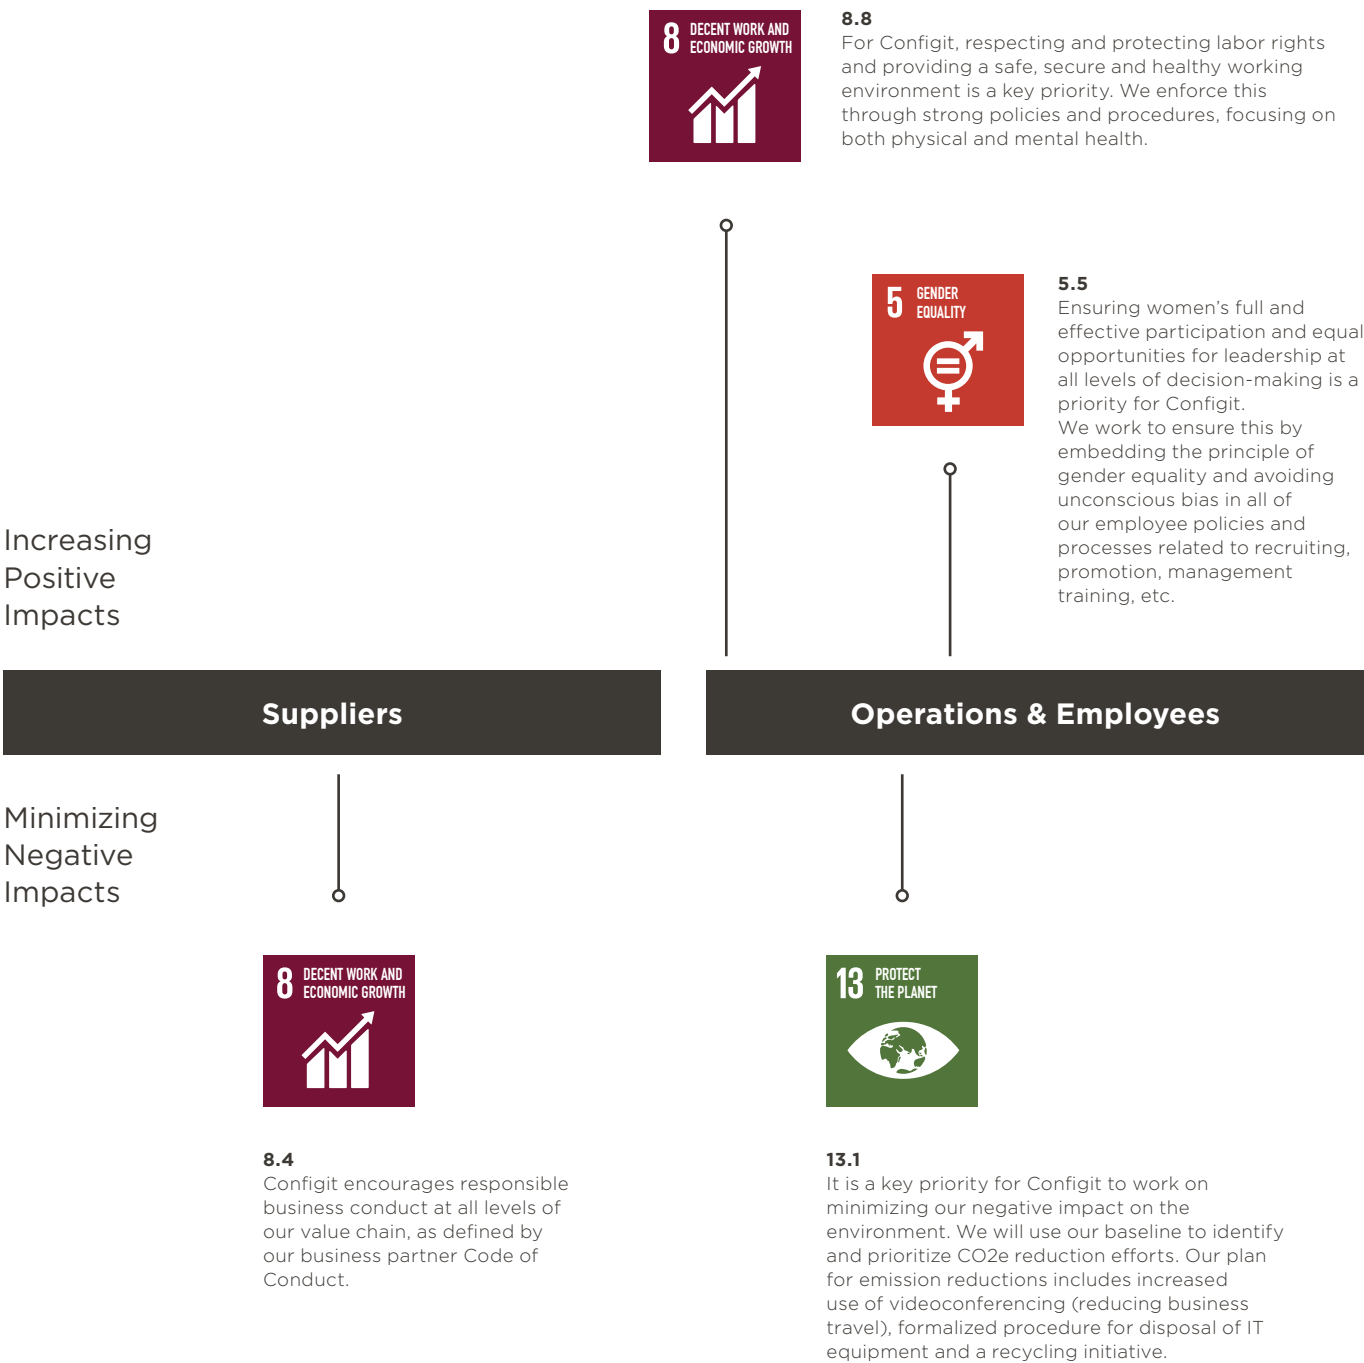 8 DECENT WORK AND
ECONOMIC GROWTH
8.8
For Configit, respecting and protecting labor rights
and providing a safe, secure and healthy working
environment is a key priority. We enforce this
through strong policies and procedures, focusing on
both physical and mental health.
5 GENDER
EQUALITY
5.5
Ensuring women’s full and
effective participation and equal
opportunities for leadership at
all levels of decision-making is a
priority for Configit.
We work to ensure this by
embedding the principle of
gender equality and avoiding
unconscious bias in all of
our employee policies and
processes related to recruiting,
promotion, management
training, etc.
Increasing
Positive
Impacts
Suppliers
Operations & Employees
Minimizing
Negative
Impacts
8 DECENT WORK AND
ECONOMIC GROWTH
8.4
Configit encourages responsible
business conduct at all levels of
our value chain, as defined by
our business partner Code of
Conduct.
13 PROTECT
THE PLANET
13.1
It is a key priority for Configit to work on
minimizing our negative impact on the
environment. We will use our baseline to identify
and prioritize CO2e reduction efforts. Our plan
for emission reductions includes increased
use of videoconferencing (reducing business
travel), formalized procedure for disposal of IT
equipment and a recycling initiative.